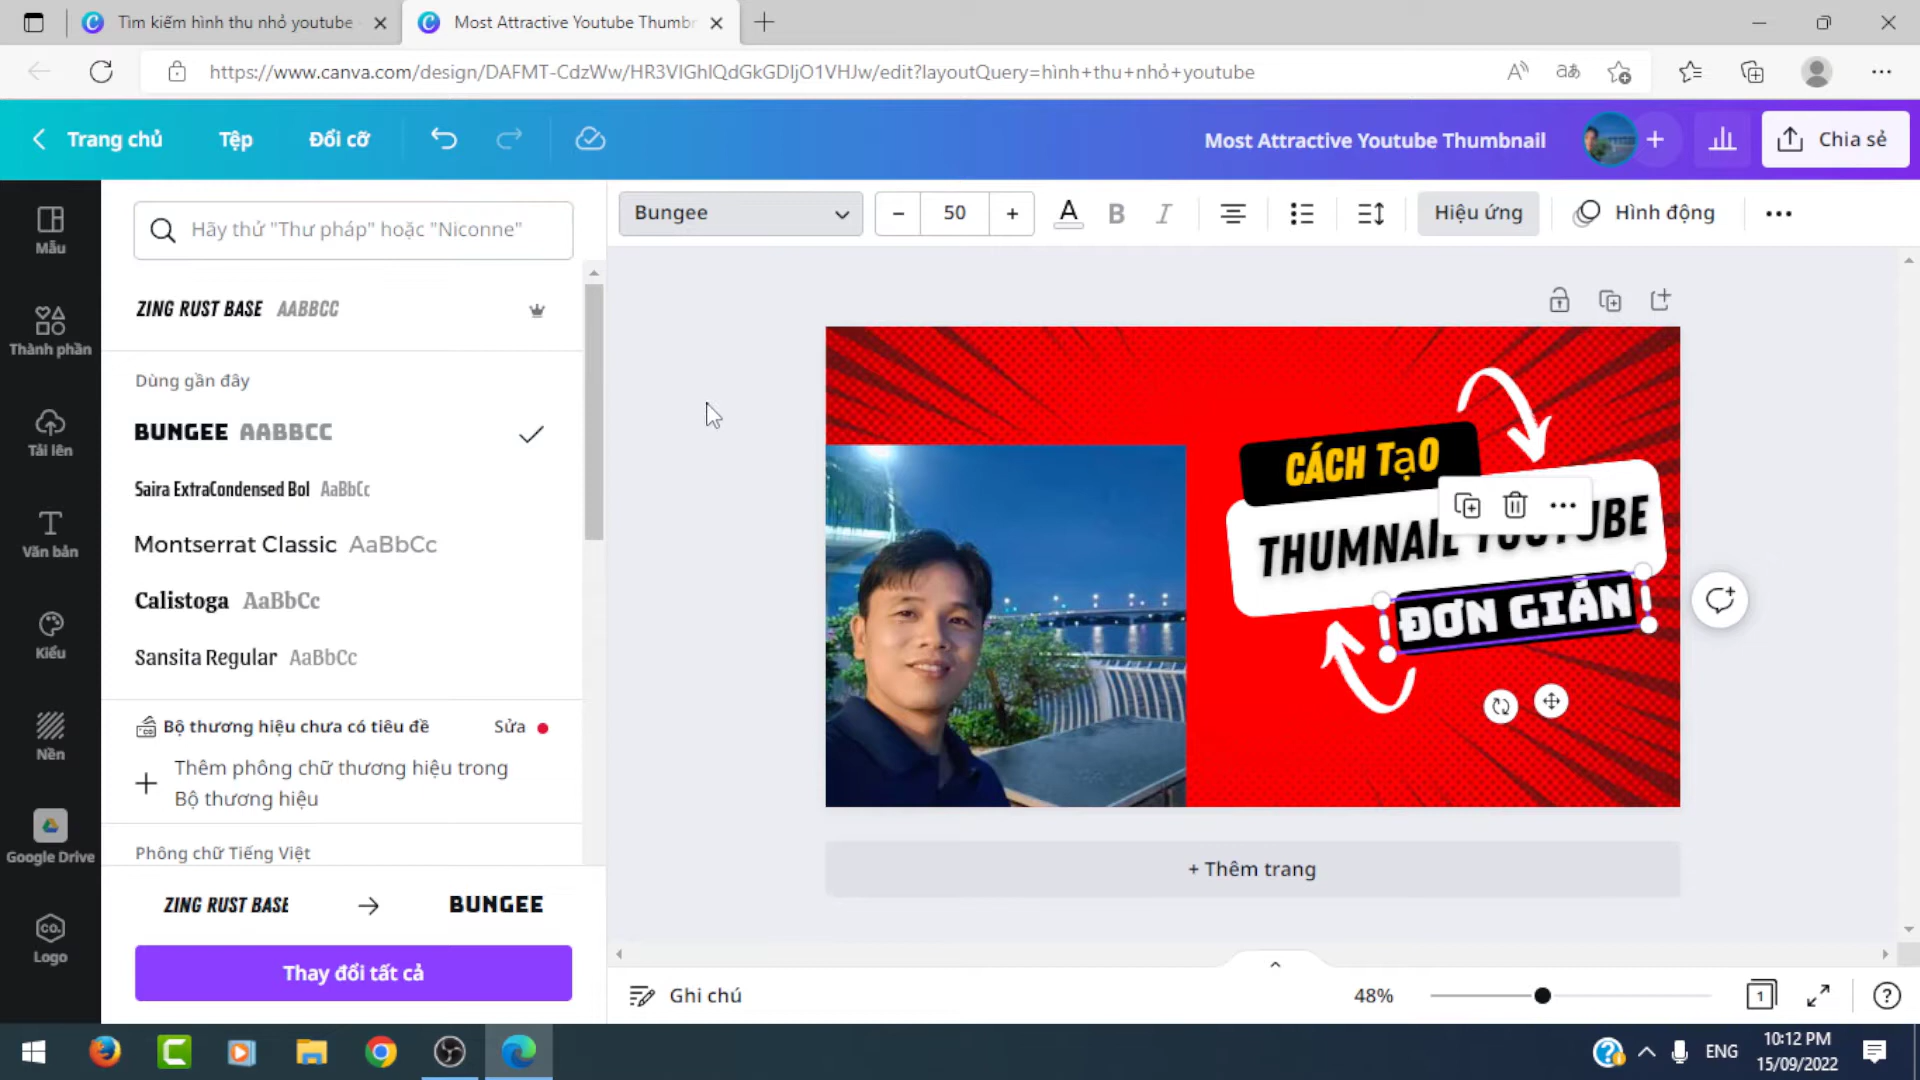 Tìm kiếm hình thu nhỏ youtube
Most Attractive Youtube Thumbn
https://www.canva.com/design/DAFMT-CdzWw/HR3VIGhlQdGkGDIjO1VHJw/edit?layoutQuery=hình+thu+nhỏ+youtube
Trang chủ
Tệp
Đổi cỡ
Most Attractive Youtube Thumbnail
Chia sẻ
Mẫu
Thành phần
Tải lên
Văn bản
Kiểu
Nền
Google Drive
CO.
Logo
Hãy thử "Thư pháp" hoặc "Niconne"
ZING RUST BASE AABBCC
Dùng gần đây
BUNGEE AABBCC
Saira ExtraCondensed Bol AaBbCc
Montserrat Classic AaBbCc
Calistoga AaBbCc
Sansita Regular AaBbCc
Bộ thương hiệu chưa có tiêu đề
Sửa
Thêm phông chữ thương hiệu trong
Bộ thương hiệu
Phông chữ Tiếng Việt
ZING RUST BASE → BUNGEE
Thay đổi tất cả
Bungee
– 50 +
A B I
Hiệu ứng
Hình động
CÁCH TẠO
THUMNAIL YOUTUBE
ĐƠN GIẢN
+ Thêm trang
Ghi chú
48%
1
ENG
10:12 PM
15/09/2022